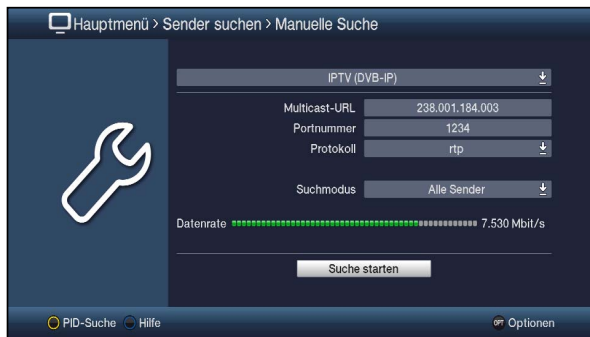 Hauptmenü > Sender suchen > Manuelle Suche
IPTV (DVB-IP)
Multicast-URL 238.001.184.003
Portnummer 1234
Protokoll rtp
Suchmodus Alle Sender
Datenrate 7.530 Mbit/s
Suche starten
PID-Suche Hilfe OPT Optionen